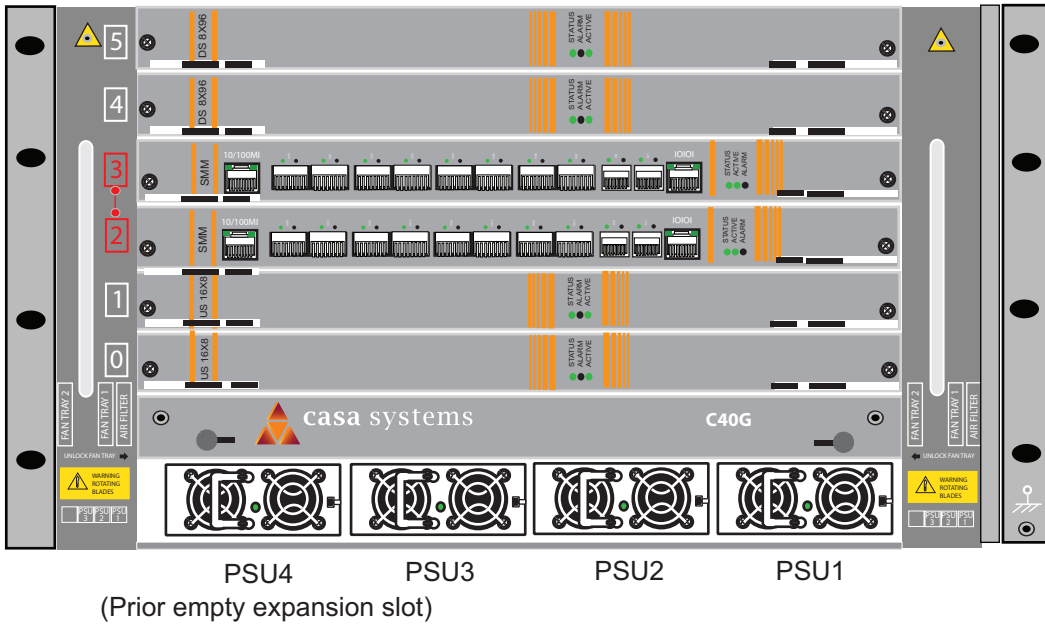 5
DS 8X96
STATUS
ALARM
ACTIVE
4
DS 8X96
STATUS
ALARM
ACTIVE
3
SMM
10/100MI
IOIOI
STATUS
ACTIVE
ALARM
2
SMM
10/100MI
IOIOI
STATUS
ACTIVE
ALARM
1
US 16X8
STATUS
ALARM
ACTIVE
0
US 16X8
STATUS
ALARM
ACTIVE
FAN TRAY 2
FAN TRAY 1
AIR FILTER
UNLOCK FAN TRAY
WARNING
ROTATING
BLADES
PSU 3
PSU 2
PSU 1
casa systems
C40G
FAN TRAY 2
FAN TRAY 1
AIR FILTER
UNLOCK FAN TRAY
WARNING
ROTATING
BLADES
PSU 3
PSU 2
PSU 1
PSU4
PSU3
PSU2
PSU1
(Prior empty expansion slot)